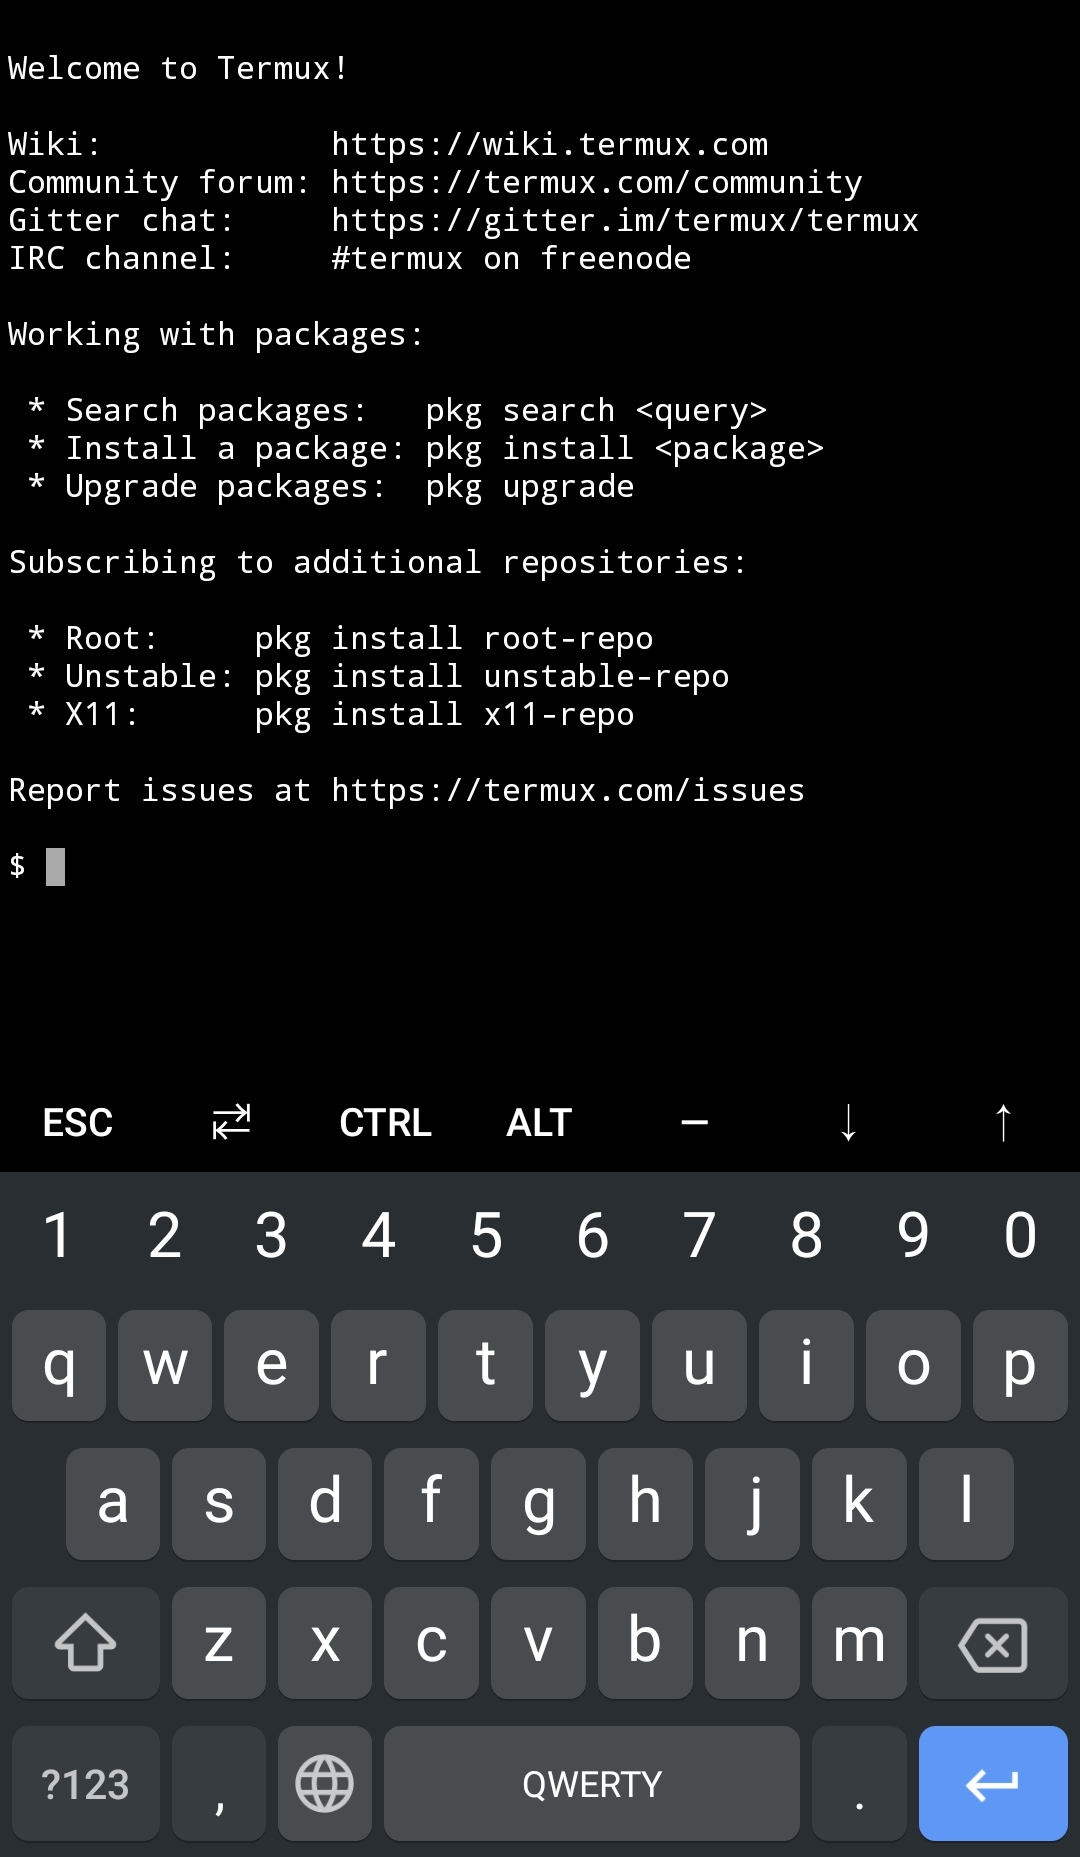 Welcome to Termux!
Wiki: https://wiki.termux.com
Community forum: https://termux.com/community
Gitter chat: https://gitter.im/termux/termux
IRC channel: #termux on freenode
Working with packages:
* Search packages: pkg search <query>
* Install a package: pkg install <package>
* Upgrade packages: pkg upgrade
Subscribing to additional repositories:
* Root: pkg install root-repo
* Unstable: pkg install unstable-repo
* X11: pkg install x11-repo
Report issues at https://termux.com/issues
$
ESC ⇄ CTRL ALT — ↓ ↑
1 2 3 4 5 6 7 8 9 0
q w e r t y u i o p
a s d f g h j k l
z x c v b n m
?123 , QWERTY .